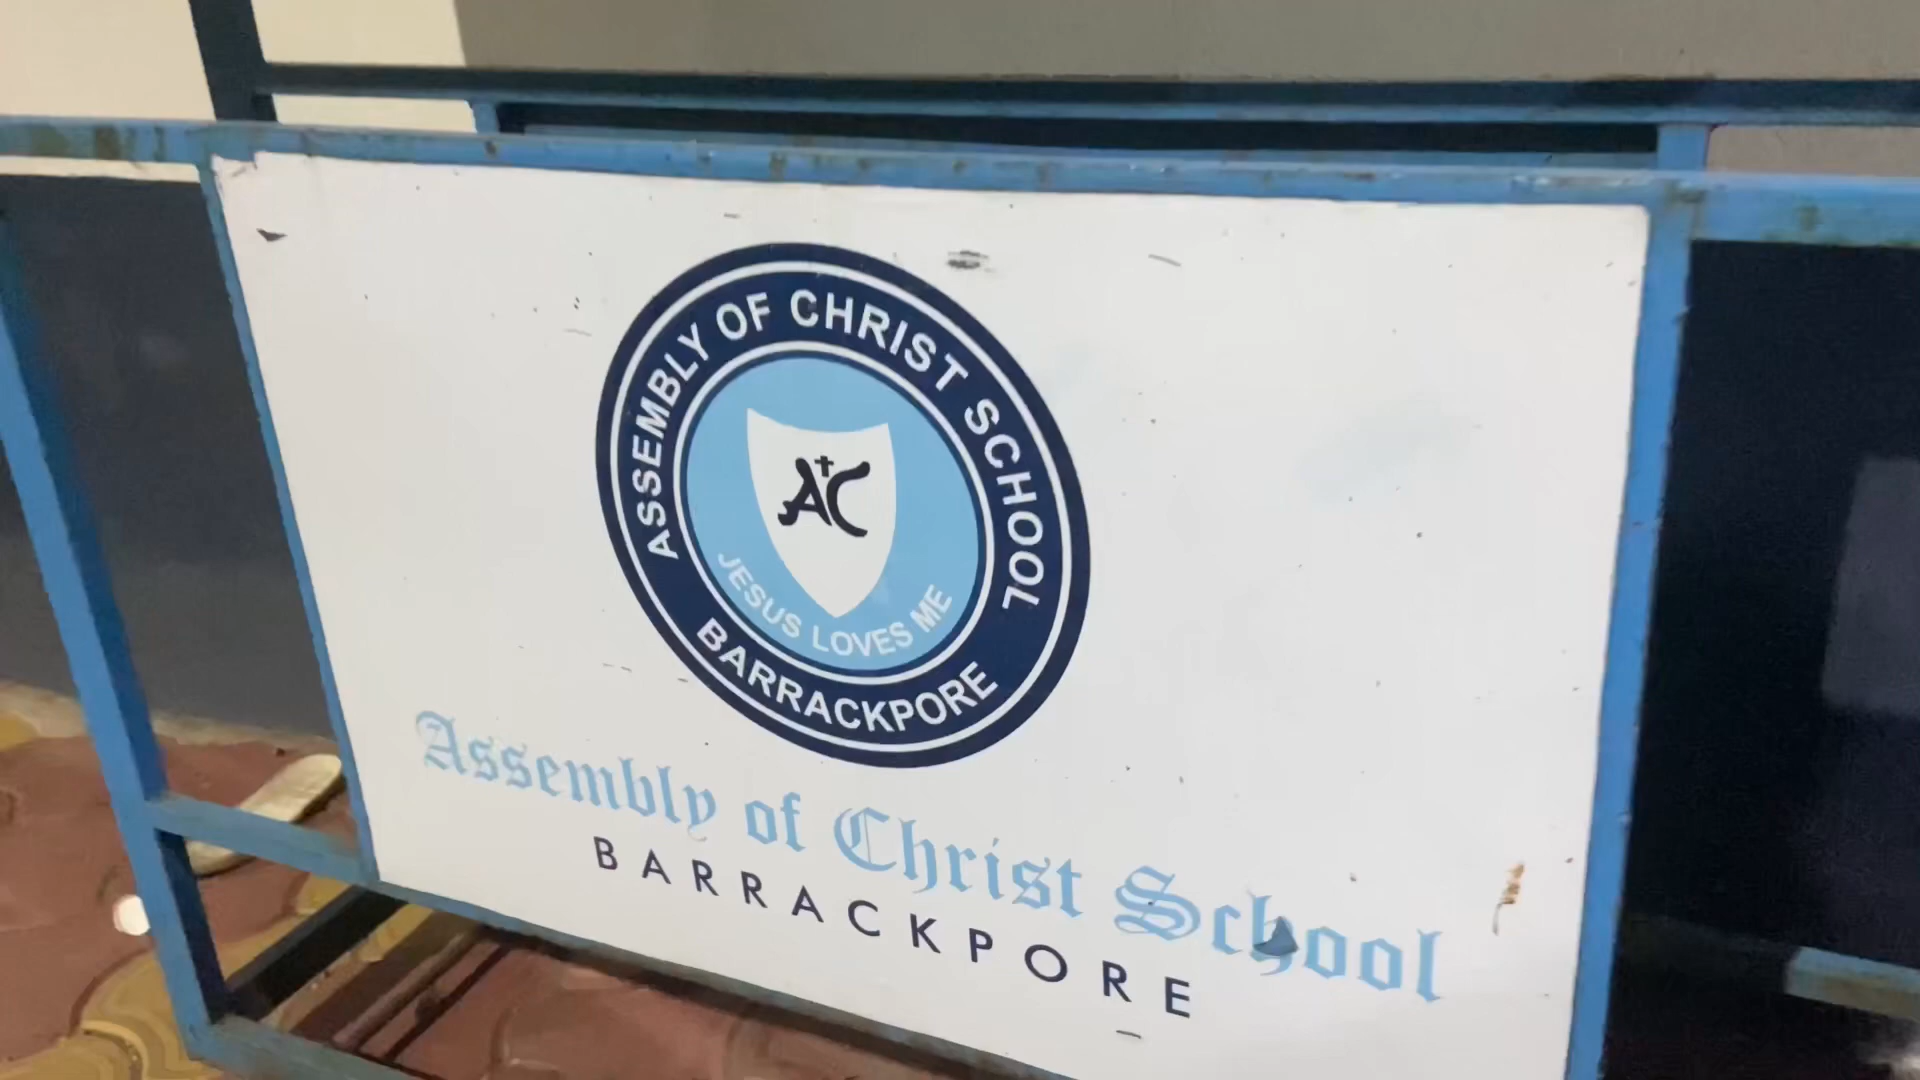 ASSEMBLY OF CHRIST SCHOOL
AC
JESUS LOVES ME
BARRACKPORE
Assembly of Christ School
BARRACKPORE